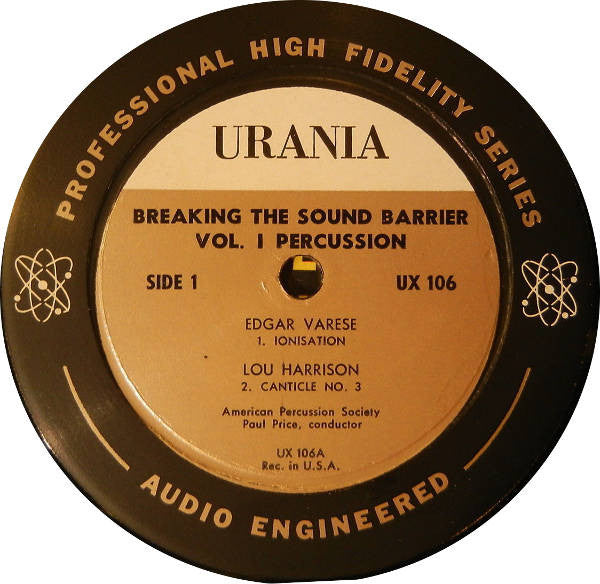 PROFESSIONAL HIGH FIDELITY SERIES
URANIA
BREAKING THE SOUND BARRIER
VOL. I PERCUSSION
SIDE 1 UX 106
EDGAR VARESE
1. IONISATION
LOU HARRISON
2. CANTICLE NO. 3
American Percussion Society
Paul Price, conductor
UX 106A
Rec. in U.S.A.
AUDIO ENGINEERED